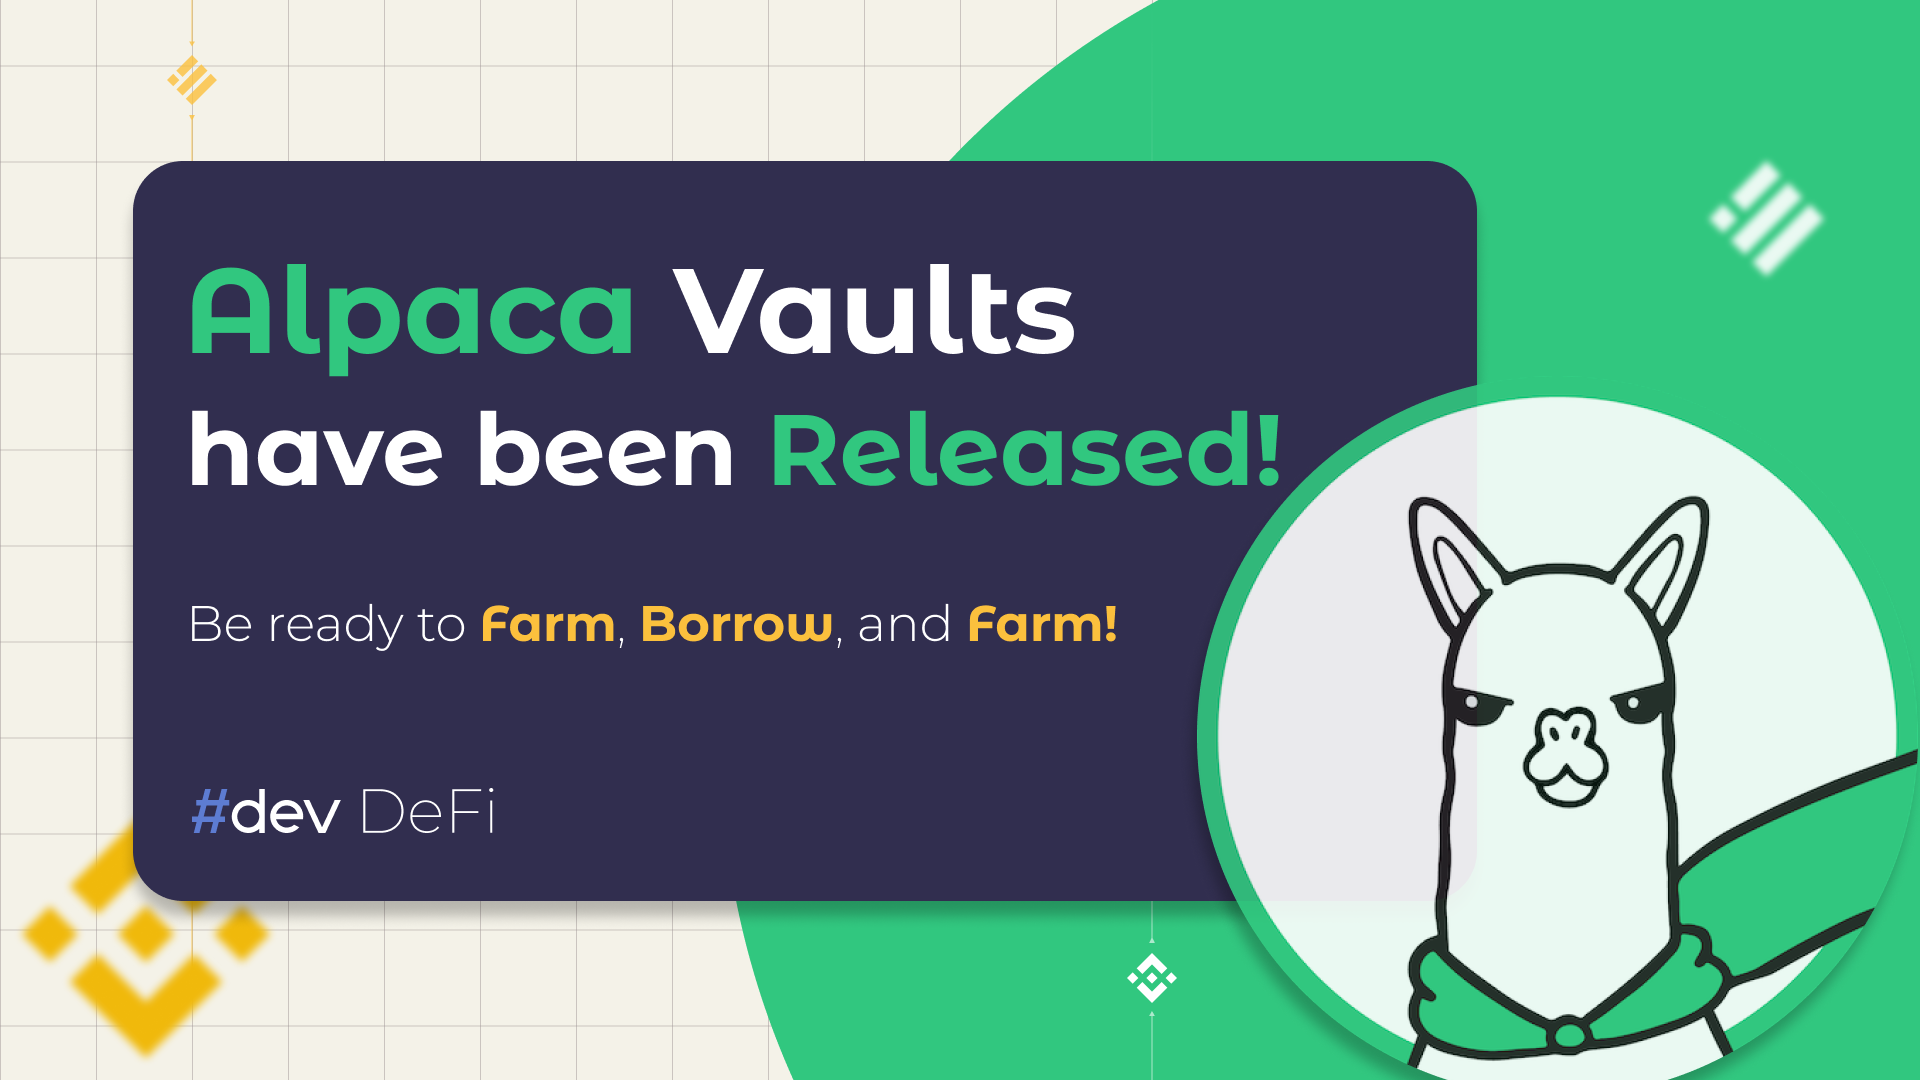 Alpaca Vaults
have been Released!
Be ready to Farm, Borrow, and Farm!
#dev DeFi